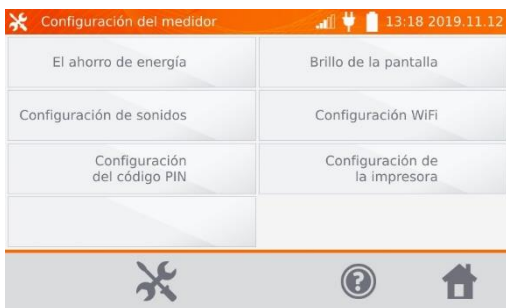 Configuración del medidor
13:18 2019.11.12
El ahorro de energía
Brillo de la pantalla
Configuración de sonidos
Configuración WiFi
Configuración
del código PIN
Configuración de
la impresora
?